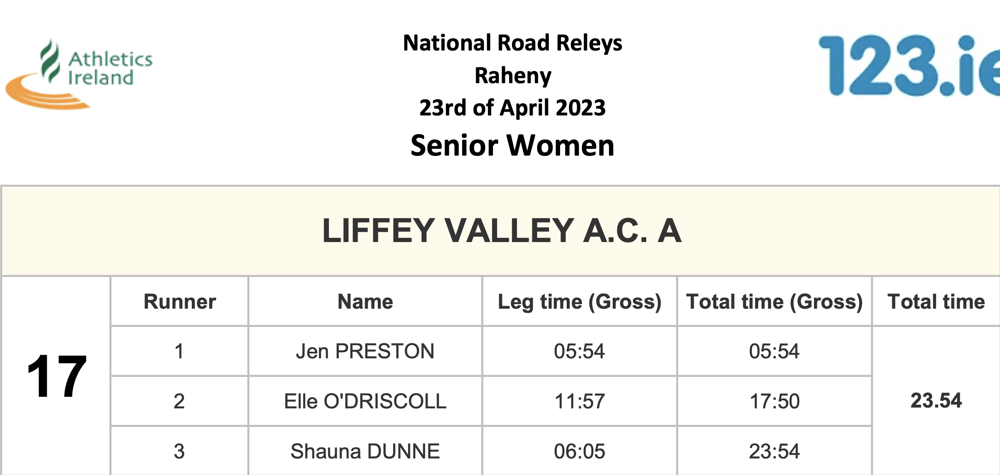 Athletics
Ireland
National Road Releys
Raheny
23rd of April 2023
Senior Women
123.ie
LIFFEY VALLEY A.C. A
17
Runner Name Leg time (Gross) Total time (Gross) Total time
1 Jen PRESTON 05:54 05:54
2 Elle O'DRISCOLL 11:57 17:50 23.54
3 Shauna DUNNE 06:05 23:54